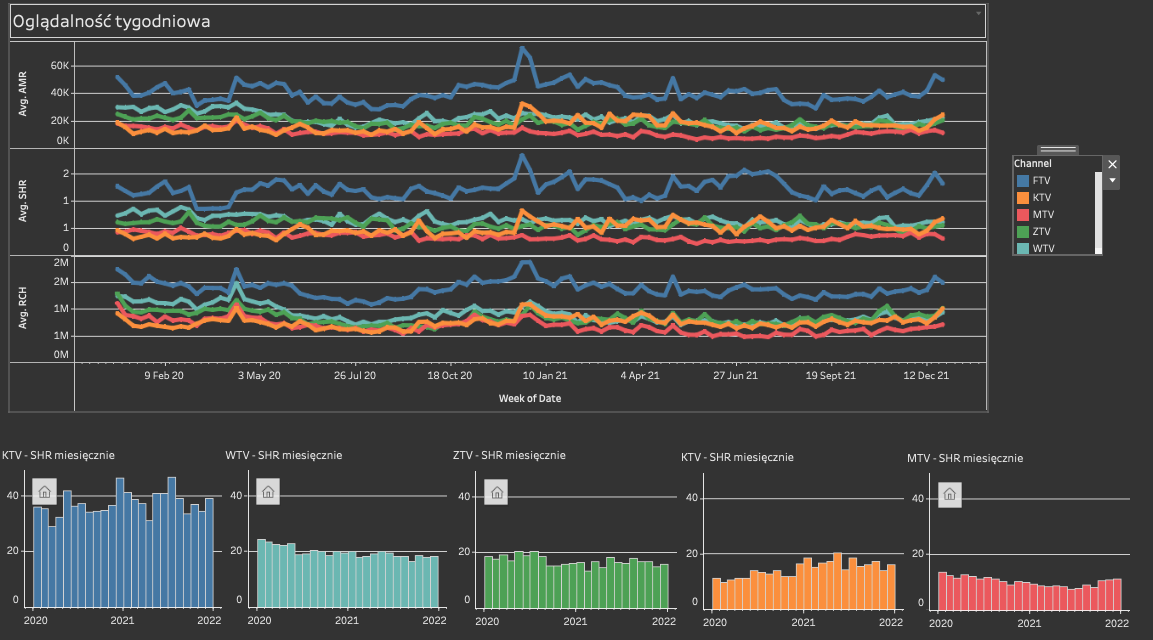 Oglądalność tygodniowa
Avg. AMR
60K
40K
20K
0K
Avg. SHR
2
1
1
0
Avg. RCH
2M
2M
1M
1M
0M
9 Feb 20 3 May 20 26 Jul 20 18 Oct 20 10 Jan 21 4 Apr 21 27 Jun 21 19 Sept 21 12 Dec 21
Week of Date
Channel
FTV
KTV
MTV
ZTV
WTV
KTV - SHR miesięcznie
40
20
0
2020 2021 2022
WTV - SHR miesięcznie
40
20
0
2020 2021 2022
ZTV - SHR miesięcznie
40
20
0
2020 2021 2022
KTV - SHR miesięcznie
40
20
0
2020 2021 2022
MTV - SHR miesięcznie
40
20
0
2020 2021 2022